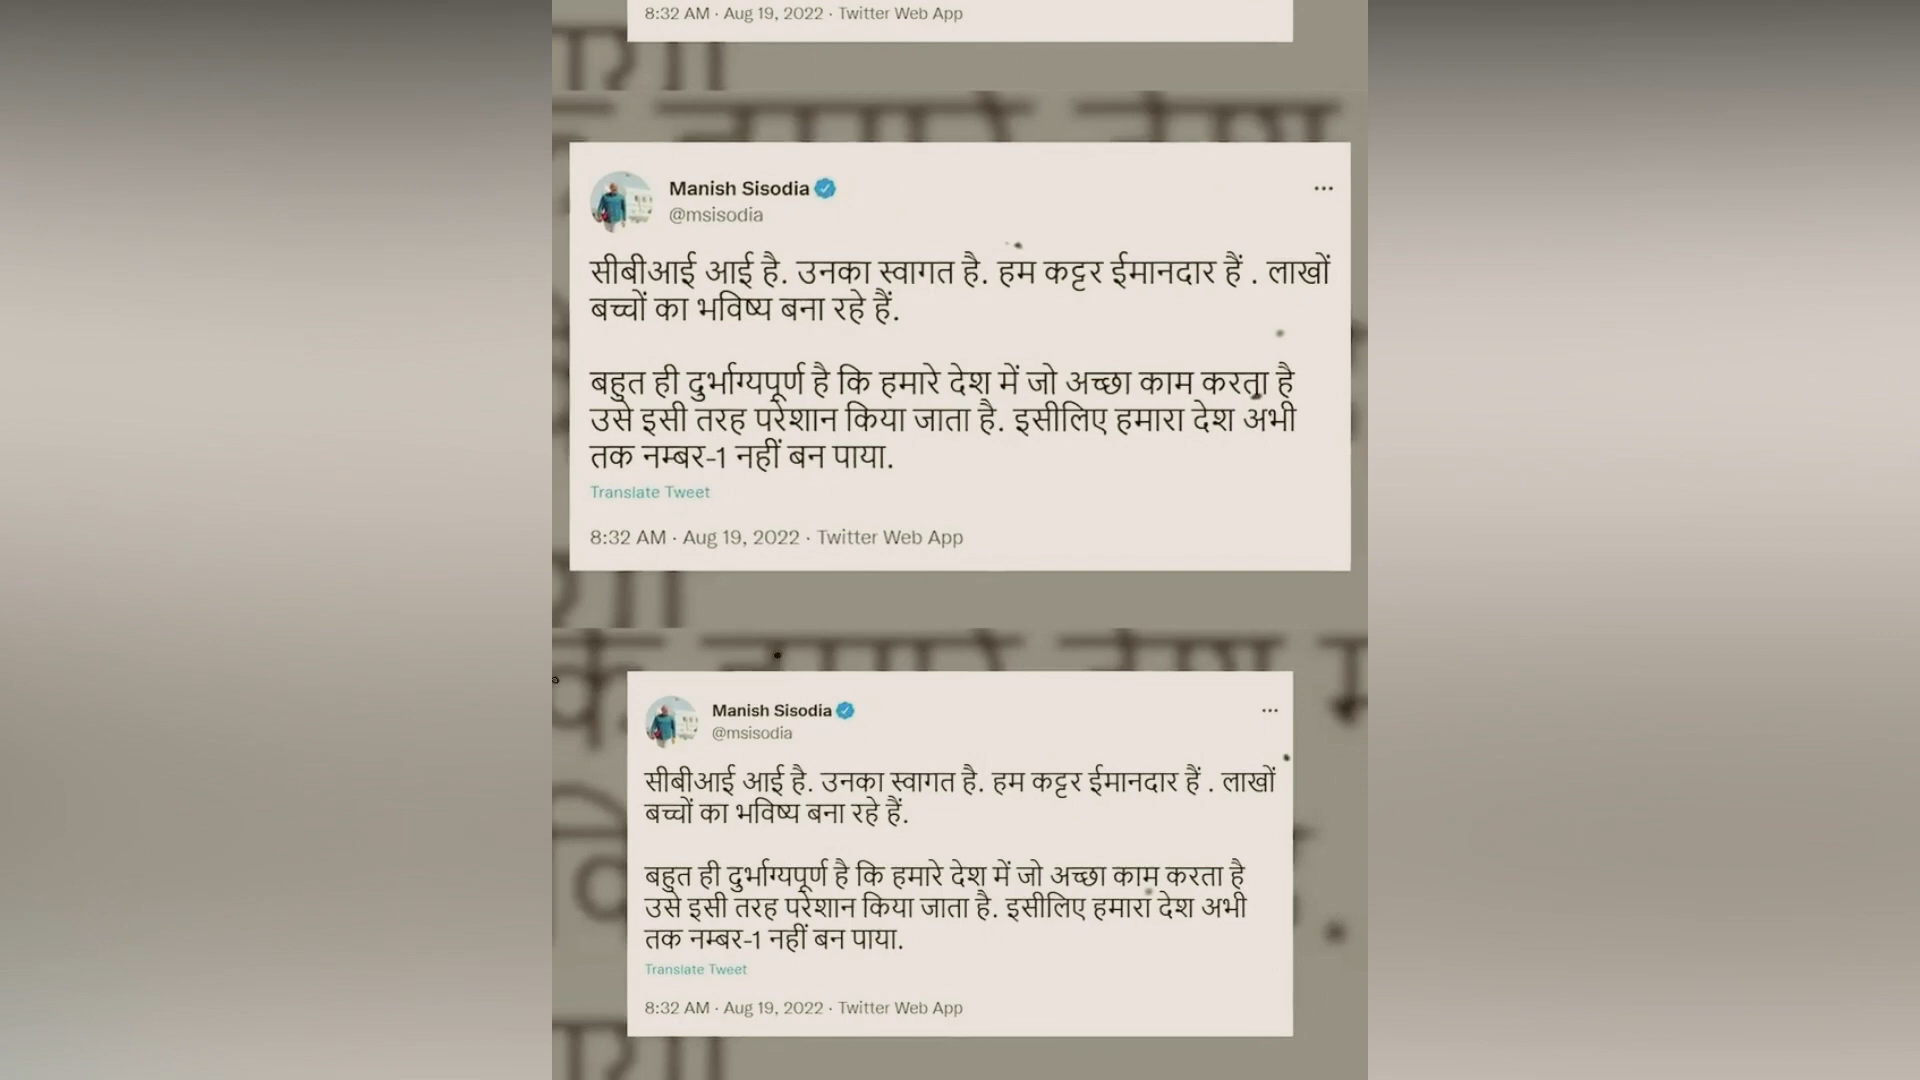 8:32 AM · Aug 19, 2022 · Twitter Web App
Manish Sisodia
@msisodia
सीबीआई आई है. उनका स्वागत है. हम कट्टर ईमानदार हैं . लाखों
बच्चों का भविष्य बना रहे हैं.
बहुत ही दुर्भाग्यपूर्ण है कि हमारे देश में जो अच्छा काम करता है
उसे इसी तरह परेशान किया जाता है. इसीलिए हमारा देश अभी
तक नम्बर-1 नहीं बन पाया.
Translate Tweet
8:32 AM · Aug 19, 2022 · Twitter Web App
Manish Sisodia
@msisodia
सीबीआई आई है. उनका स्वागत है. हम कट्टर ईमानदार हैं . लाखों
बच्चों का भविष्य बना रहे हैं.
बहुत ही दुर्भाग्यपूर्ण है कि हमारे देश में जो अच्छा काम करता है
उसे इसी तरह परेशान किया जाता है. इसीलिए हमारा देश अभी
तक नम्बर-1 नहीं बन पाया.
Translate Tweet
8:32 AM · Aug 19, 2022 · Twitter Web App